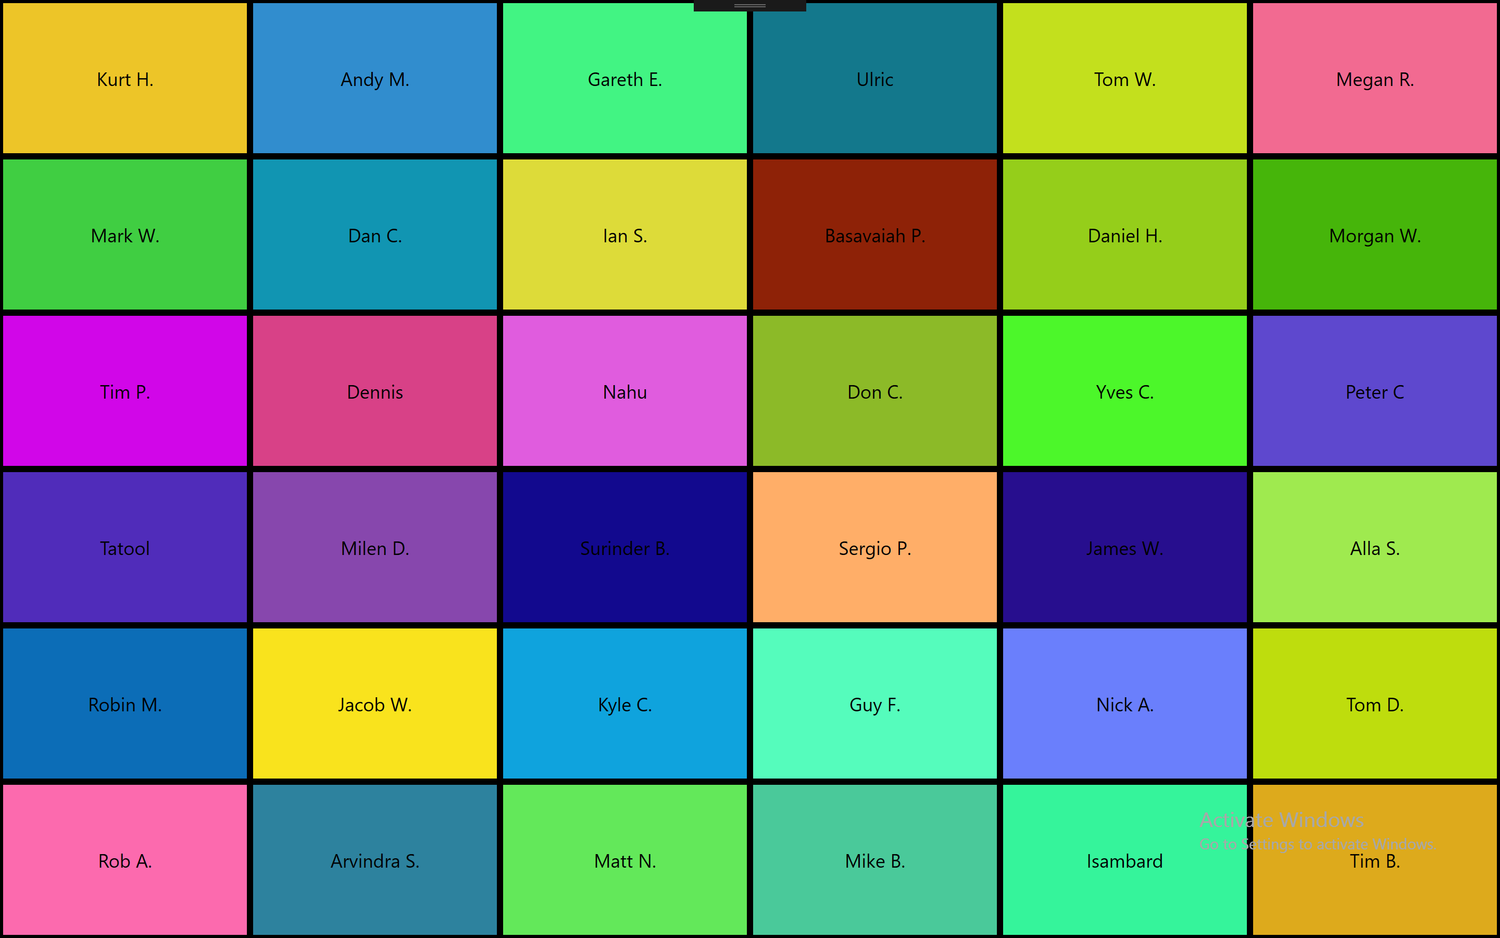 Kurt H.
Andy M.
Gareth E.
Ulric
Tom W.
Megan R.
Mark W.
Dan C.
Ian S.
Basavaiah P.
Daniel H.
Morgan W.
Tim P.
Dennis
Nahu
Don C.
Yves C.
Peter C
Tatool
Milen D.
Surinder B.
Sergio P.
James W.
Alla S.
Robin M.
Jacob W.
Kyle C.
Guy F.
Nick A.
Tom D.
Rob A.
Arvindra S.
Matt N.
Mike B.
Isambard
Tim B.
Activate Windows
Go to Settings to activate Windows.